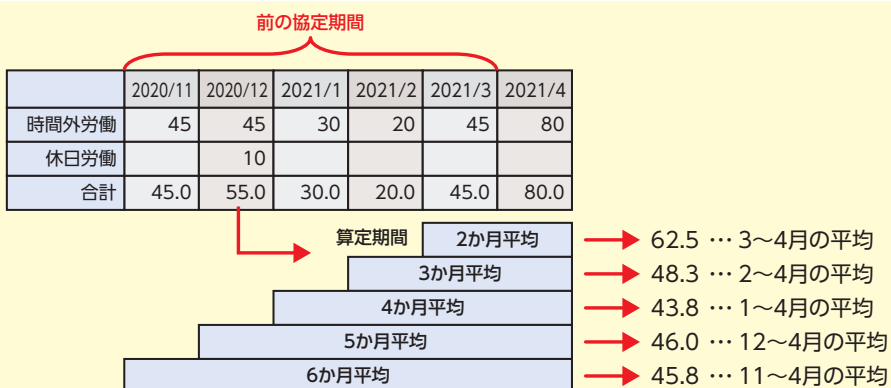 前の協定期間
2020/11 2020/12 2021/1 2021/2 2021/3 2021/4
時間外労働 45 45 30 20 45 80
休日労働 10
合計 45.0 55.0 30.0 20.0 45.0 80.0
算定期間 2か月平均 62.5 … 3～4月の平均
3か月平均 48.3 … 2～4月の平均
4か月平均 43.8 … 1～4月の平均
5か月平均 46.0 … 12～4月の平均
6か月平均 45.8 … 11～4月の平均